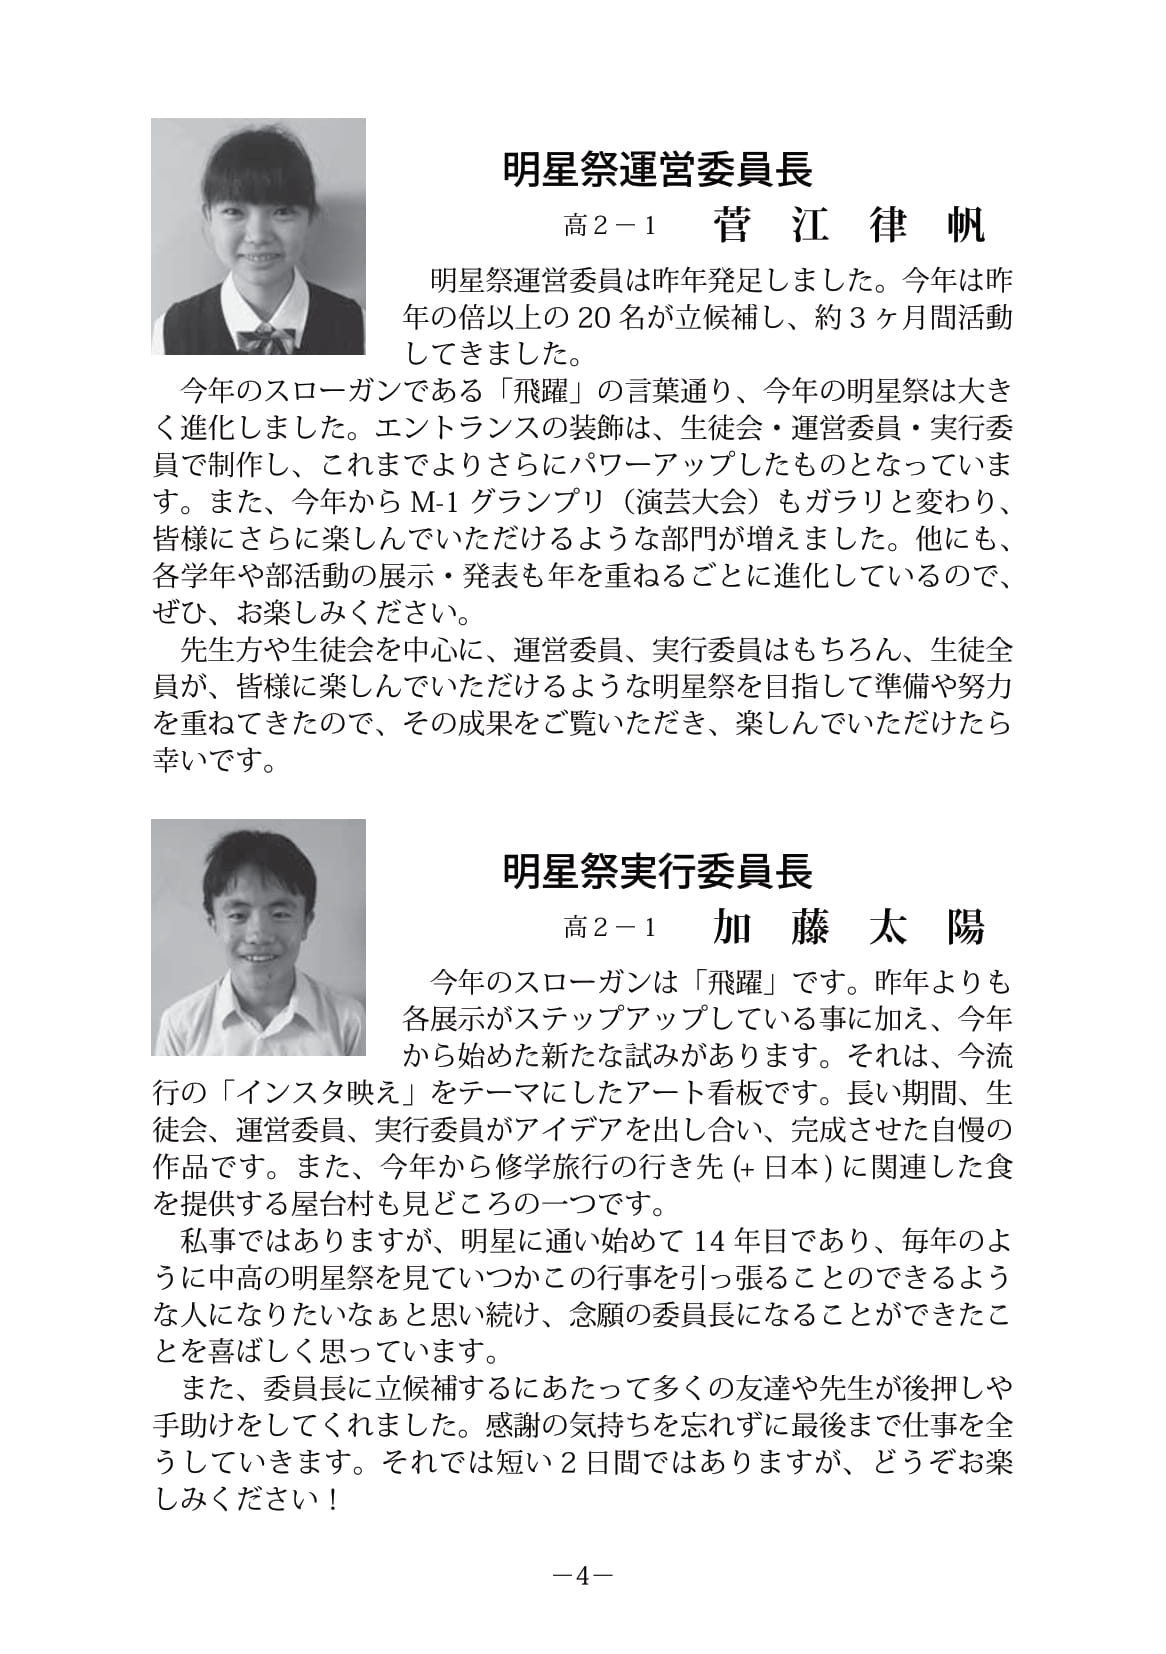 明星祭運営委員長
高2－1　菅江律帆
明星祭運営委員は昨年発足しました。今年は昨
年の倍以上の 20 名が立候補し、約 3 ヶ月間活動
してきました。
今年のスローガンである「飛躍」の言葉通り、今年の明星祭は大き
く進化しました。エントランスの装飾は、生徒会・運営委員・実行委
員で制作し、これまでよりさらにパワーアップしたものとなっていま
す。また、今年から M-1 グランプリ（演芸大会）もガラリと変わり、
皆様にさらに楽しんでいただけるような部門が増えました。他にも、
各学年や部活動の展示・発表も年を重ねるごとに進化しているので、
ぜひ、お楽しみください。
先生方や生徒会を中心に、運営委員、実行委員はもちろん、生徒全
員が、皆様に楽しんでいただけるような明星祭を目指して準備や努力
を重ねてきたので、その成果をご覧いただき、楽しんでいただけたら
幸いです。
明星祭実行委員長
高2－1　加藤太陽
今年のスローガンは「飛躍」です。昨年よりも
各展示がステップアップしている事に加え、今年
から始めた新たな試みがあります。それは、今流
行の「インスタ映え」をテーマにしたアート看板です。長い期間、生
徒会、運営委員、実行委員がアイデアを出し合い、完成させた自慢の
作品です。また、今年から修学旅行の行き先 (+ 日本 ) に関連した食
を提供する屋台村も見どころの一つです。
私事ではありますが、明星に通い始めて 14 年目であり、毎年のよ
うに中高の明星祭を見ていつかこの行事を引っ張ることのできるよう
な人になりたいなぁと思い続け、念願の委員長になることができたこ
とを喜ばしく思っています。
また、委員長に立候補するにあたって多くの友達や先生が後押しや
手助けをしてくれました。感謝の気持ちを忘れずに最後まで仕事を全
うしていきます。それでは短い 2 日間ではありますが、どうぞお楽
しみください！
－4－